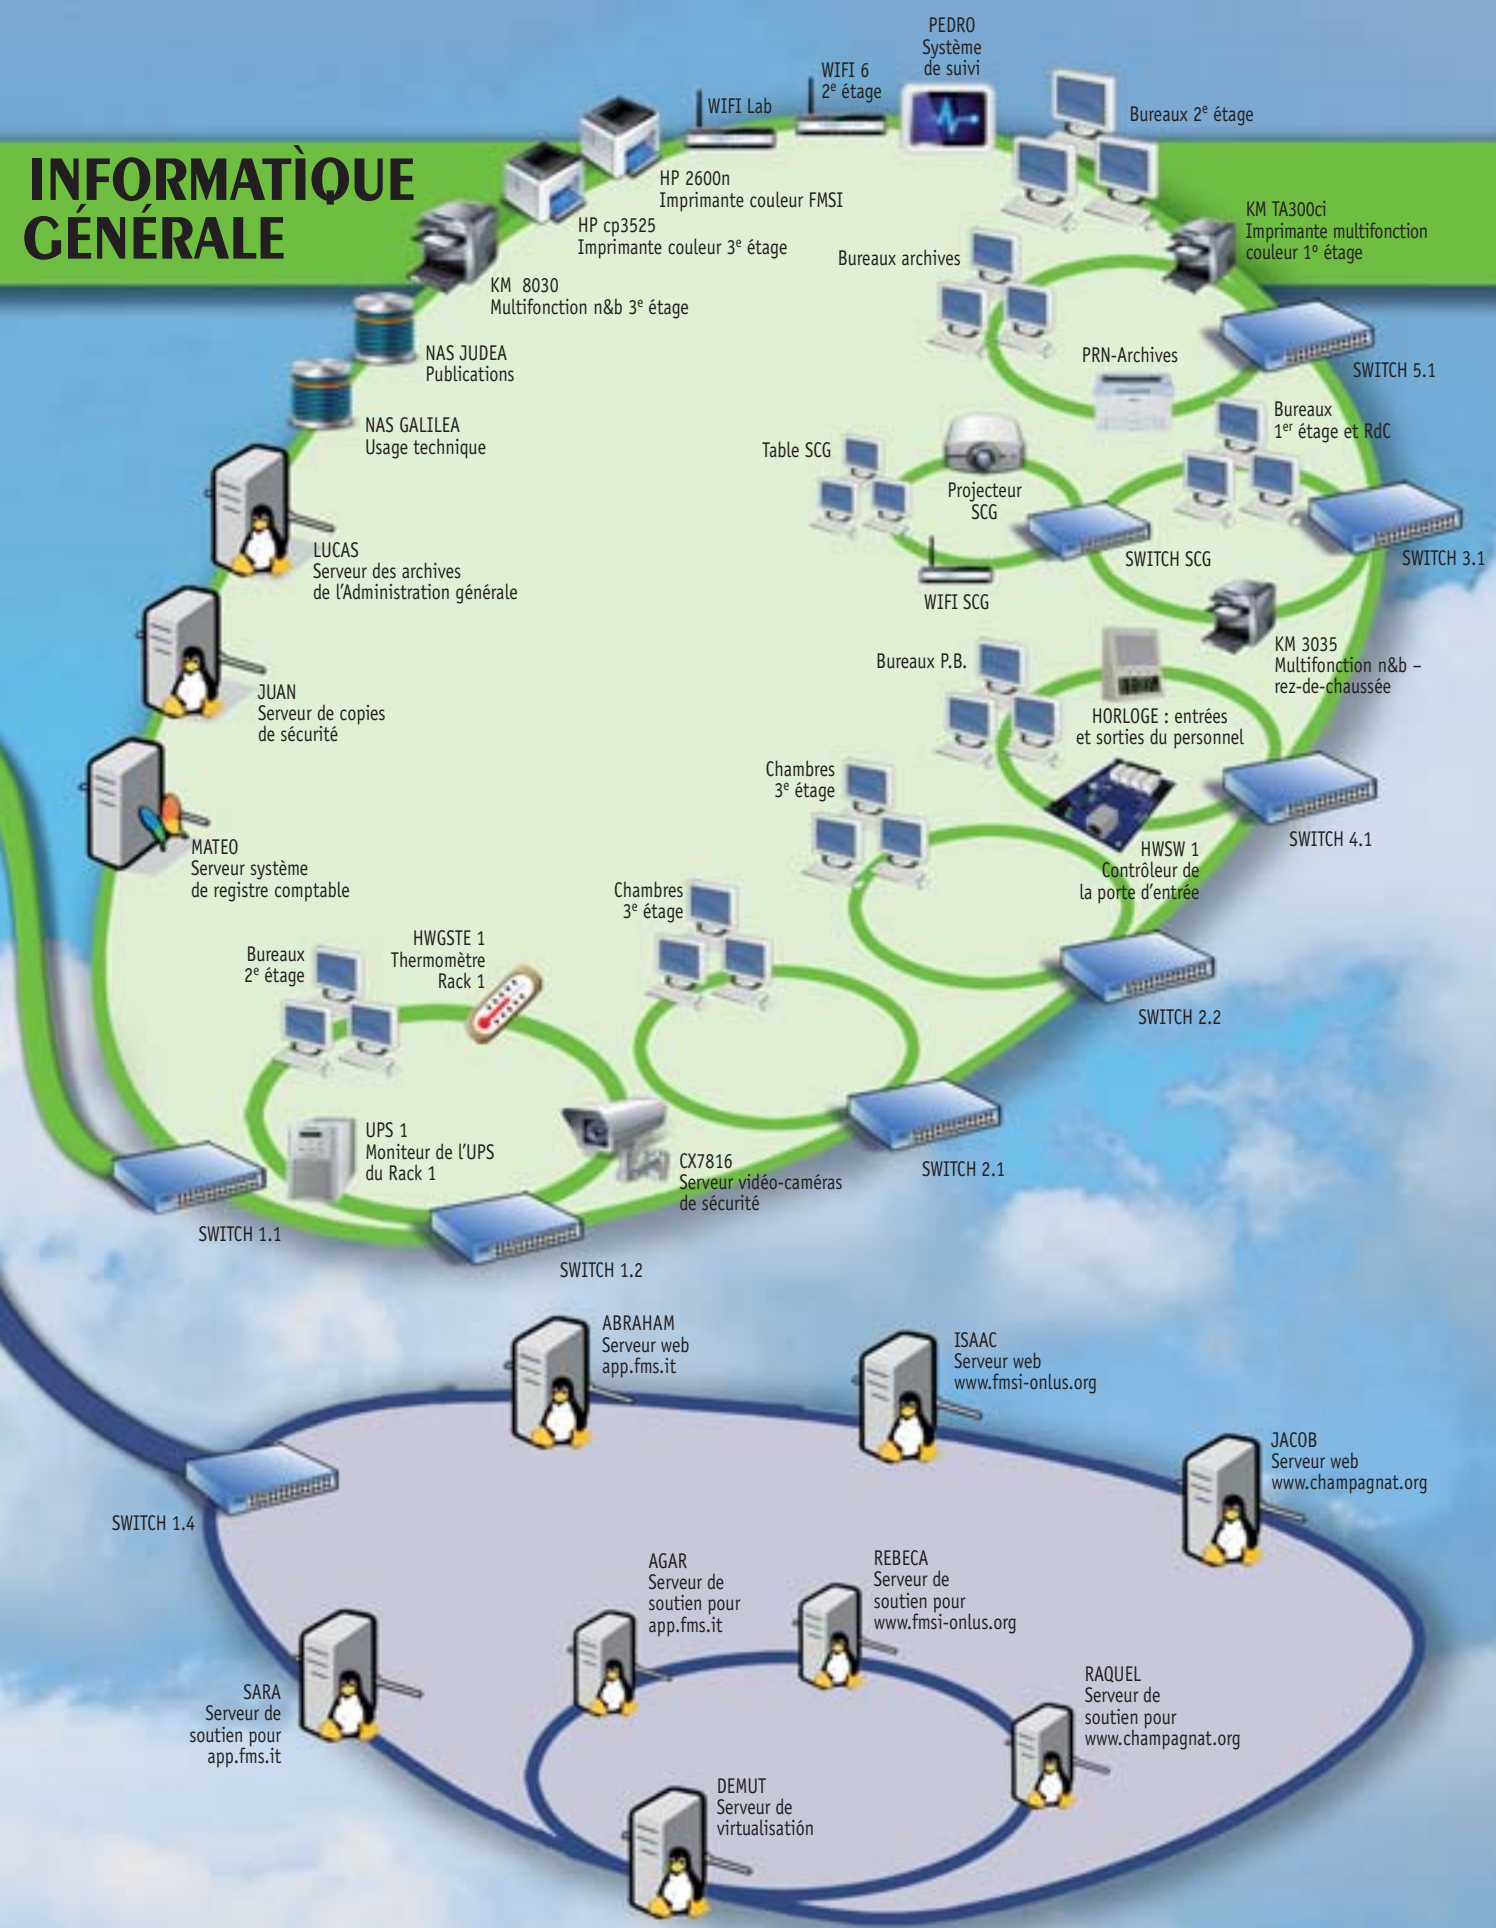 PEDRO
Système
de suivi
WIFI 6
2e étage
WIFI Lab
Bureaux 2e étage
INFORMATÌQUE
GÉNÉRALE
HP 2600n
Imprimante couleur FMSI
HP cp3525
Imprimante couleur 3e étage
KM TA300ci
Imprimante multifonction
couleur 1º étage
Bureaux archives
KM 8030
Multifonction n&b 3e étage
NAS JUDEA
Publications
PRN-Archives
SWITCH 5.1
NAS GALILEA
Usage technique
Bureaux
1er étage et RdC
Table SCG
Projecteur
SCG
LUCAS
Serveur des archives
de l'Administration générale
SWITCH SCG
SWITCH 3.1
WIFI SCG
KM 3035
Multifonction n&b –
rez-de-chaussée
Bureaux P.B.
JUAN
Serveur de copies
de sécurité
HORLOGE : entrées
et sorties du personnel
Chambres
3e étage
SWITCH 4.1
MATEO
Serveur système
de registre comptable
HWSW 1
Contrôleur de
la porte d'entrée
Chambres
3e étage
Bureaux
2e étage
HWGSTE 1
Thermomètre
Rack 1
SWITCH 2.2
UPS 1
Moniteur de l'UPS
du Rack 1
CX7816
Serveur vidéo-caméras
de sécurité
SWITCH 2.1
SWITCH 1.1
SWITCH 1.2
ABRAHAM
Serveur web
app.fms.it
ISAAC
Serveur web
www.fmsi-onlus.org
JACOB
Serveur web
www.champagnat.org
SWITCH 1.4
AGAR
Serveur de
soutien pour
app.fms.it
REBECA
Serveur de
soutien pour
www.fmsi-onlus.org
SARA
Serveur de
soutien pour
app.fms.it
RAQUEL
Serveur de
soutien pour
www.champagnat.org
DEMUT
Serveur de
virtualisatión